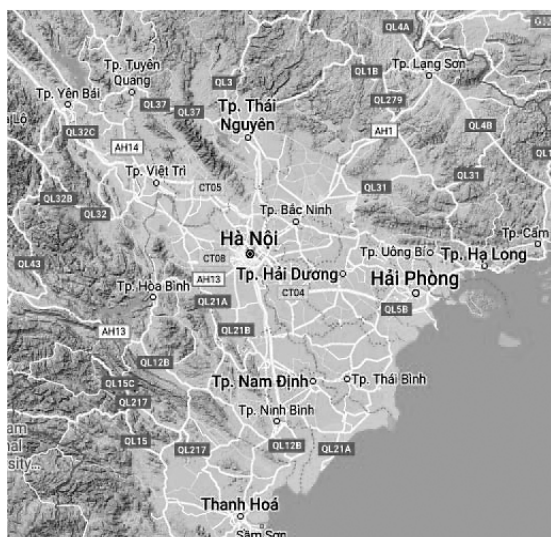 QL4A
QL1B
Tp. Lạng Sơn
Tp. Tuyên
Quang
QL3
Tp. Yên Bái
QL37
QL37
Tp. Thái
Nguyên
QL279
QL4B
QL32C
AH1
AH14
Tp. Việt Trì
CT05
QL31
QL31
QL32B
QL32
Tp. Bắc Ninh
Hà Nội
Tp. Cẩm
QL43
CT08
Tp. Uông Bí
Tp. Hạ Long
AH13
Tp. Hải Dương
Hải Phòng
Tp. Hòa Bình
CT04
QL21A
QL5B
AH13
QL21B
QL12B
QL15C
Tp. Nam Định
Tp. Thái Bình
QL217
Tp. Ninh Bình
QL15
QL217
QL12B
QL21A
Thanh Hoá
Sầm Sơn